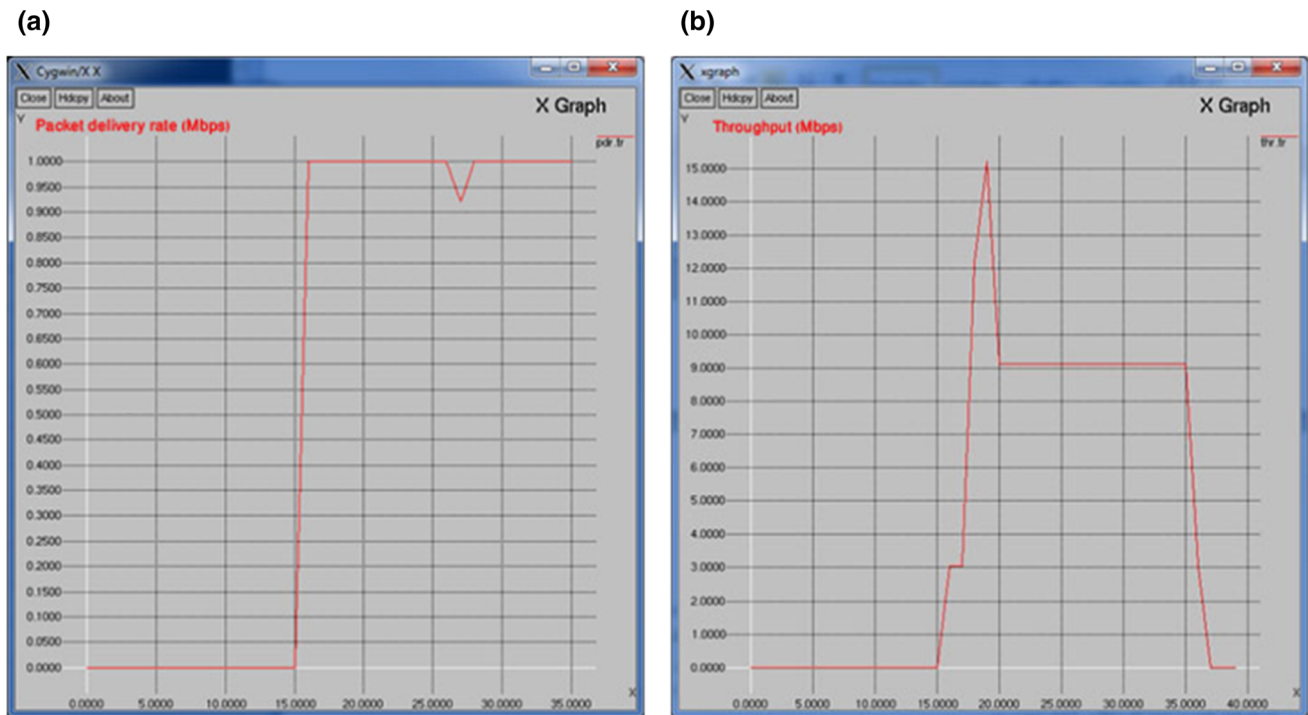 (a)
(b)
Cygwin/X X
Close Hdcpy About
X Graph
Y
Packet delivery rate (Mbps)
pdr.tr
1.0000
0.9500
0.9000
0.8500
0.8000
0.7500
0.7000
0.6500
0.6000
0.5500
0.5000
0.4500
0.4000
0.3500
0.3000
0.2500
0.2000
0.1500
0.1000
0.0500
0.0000
X
0.0000 5.0000 10.0000 15.0000 20.0000 25.0000 30.0000 35.0000
xgraph
Close Hdcpy About
X Graph
Y
Throughput (Mbps)
thr.tr
15.0000
14.0000
13.0000
12.0000
11.0000
10.0000
9.0000
8.0000
7.0000
6.0000
5.0000
4.0000
3.0000
2.0000
1.0000
0.0000
X
0.0000 5.0000 10.0000 15.0000 20.0000 25.0000 30.0000 35.0000 40.0000